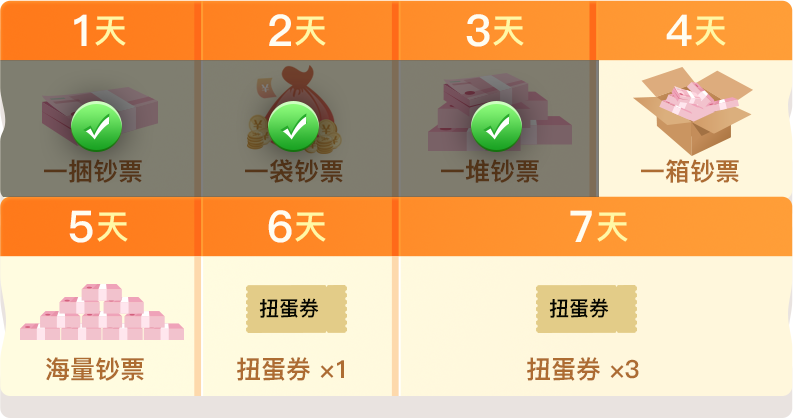 1天
2天
3天
4天
一捆钞票
一袋钞票
一堆钞票
一箱钞票
5天
6天
7天
扭蛋券
扭蛋券
海量钞票
扭蛋券 ×1
扭蛋券 ×3